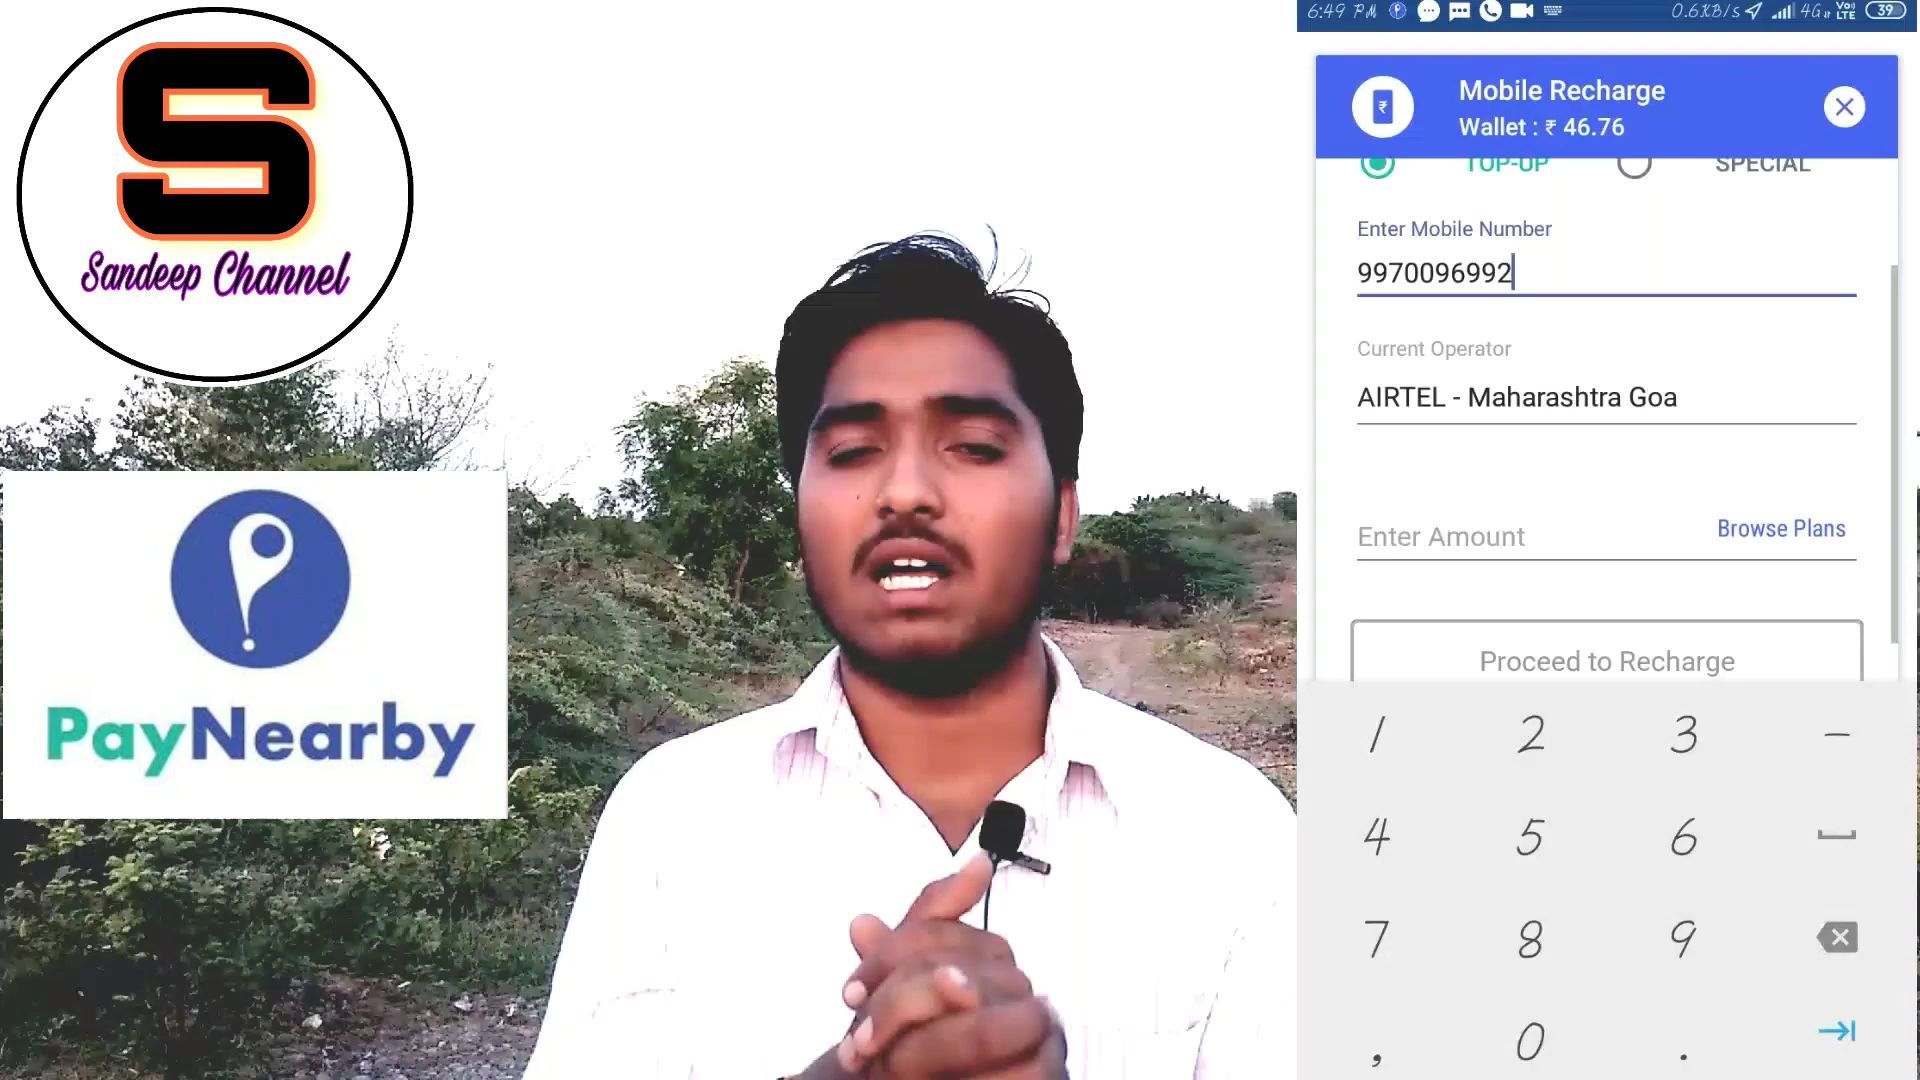 S
Sandeep Channel
PayNearby
6:49 PM
0.6KB/s
4G
VoLTE
39
Mobile Recharge
Wallet : ₹ 46.76
TOP-UP
SPECIAL
Enter Mobile Number
9970096992
Current Operator
AIRTEL - Maharashtra Goa
Enter Amount
Browse Plans
Proceed to Recharge
1 2 3 –
4 5 6
7 8 9
, 0 .